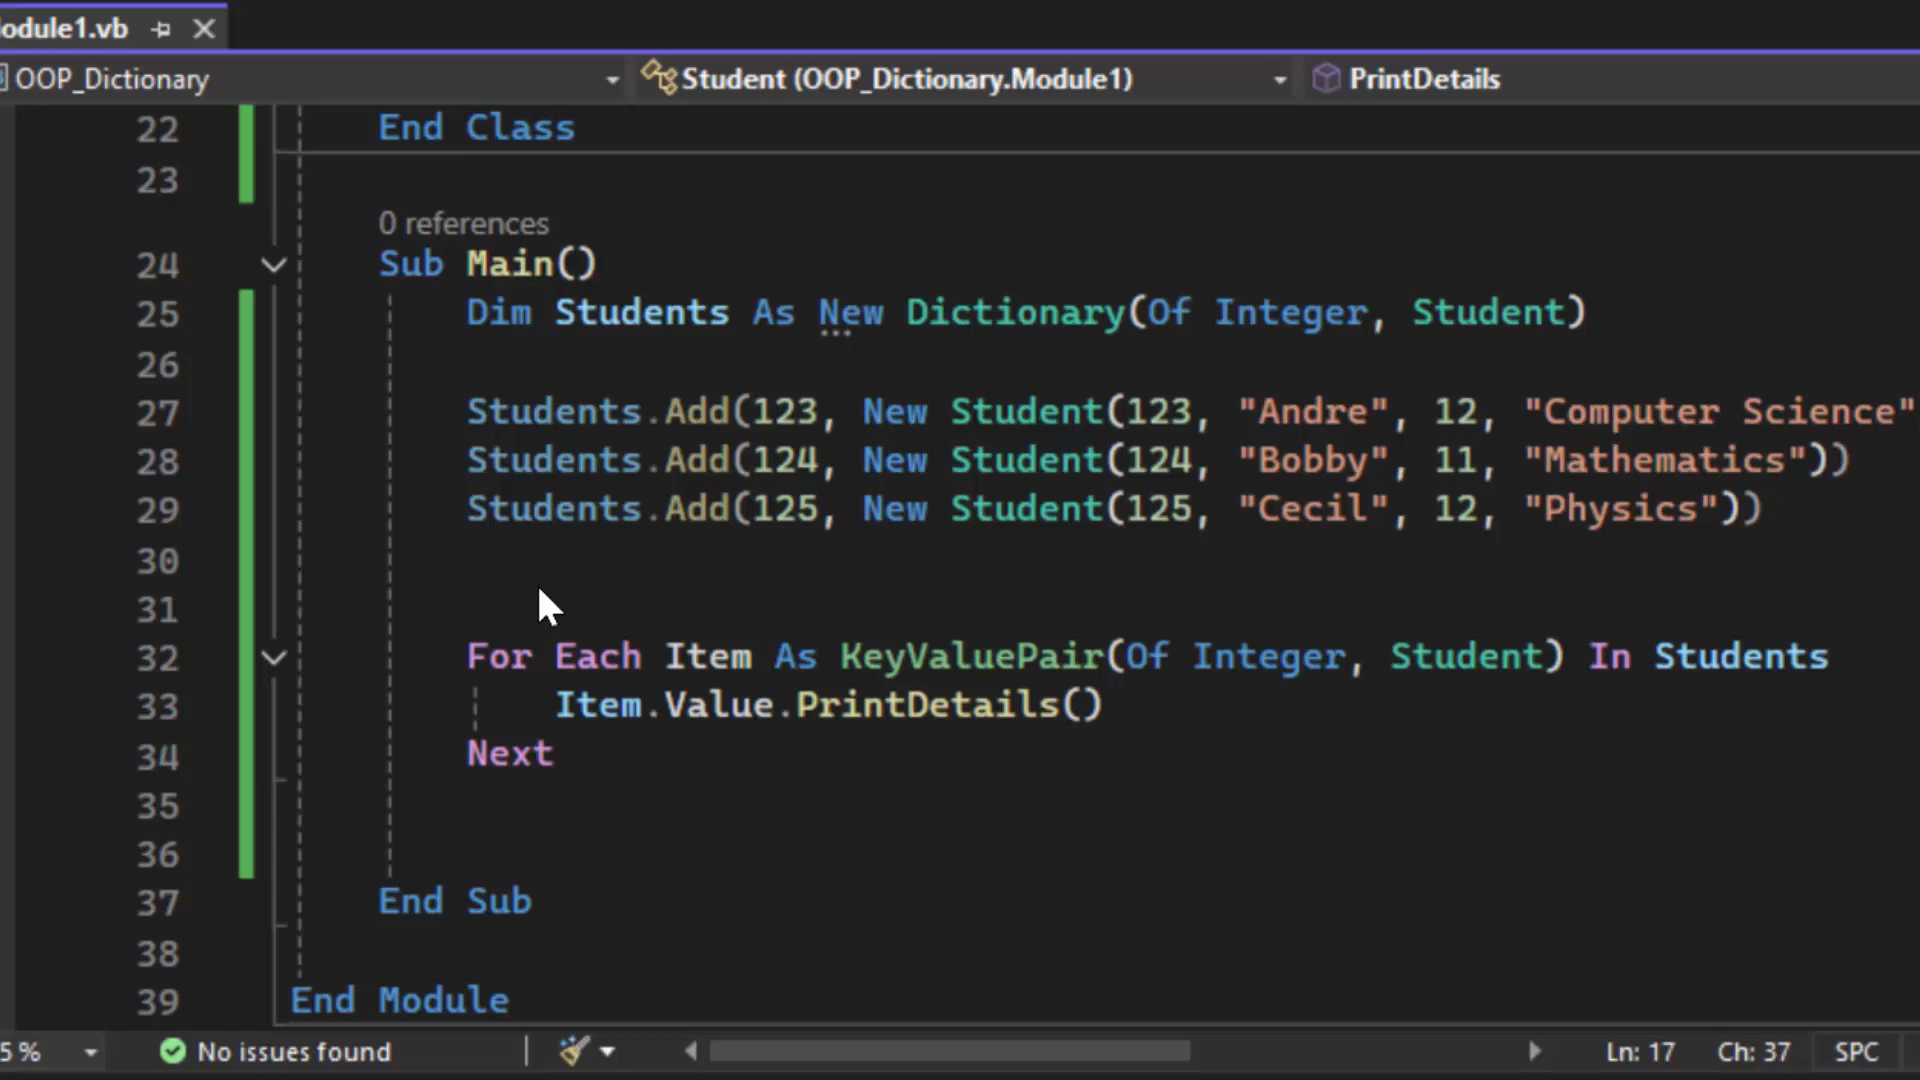 odule1.vb
OOP_Dictionary Student (OOP_Dictionary.Module1) PrintDetails
22 End Class
23
0 references
24 Sub Main()
25 Dim Students As New Dictionary(Of Integer, Student)
26
27 Students.Add(123, New Student(123, "Andre", 12, "Computer Science"
28 Students.Add(124, New Student(124, "Bobby", 11, "Mathematics"))
29 Students.Add(125, New Student(125, "Cecil", 12, "Physics"))
30
31
32 For Each Item As KeyValuePair(Of Integer, Student) In Students
33 Item.Value.PrintDetails()
34 Next
35
36
37 End Sub
38
39 End Module
5 % No issues found Ln: 17 Ch: 37 SPC